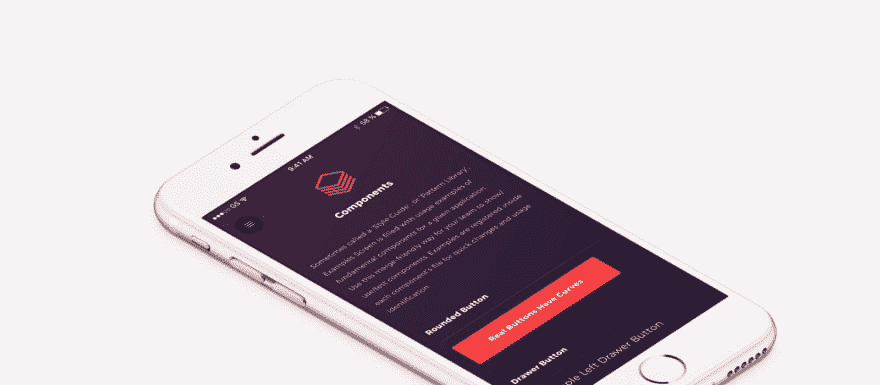 GS 9:41 AM 58 %
Components
Sometimes called a 'Style Guide', or 'Pattern Library',
Examples Screen is filled with usage examples of
fundamental components for a given application.
Use this merge-friendly way for your team to show/
use/test components. Examples are registered inside
each component's file for quick changes and usage
identification.
Rounded Button
Real Buttons Have Curves
Drawer Button
ple Left Drawer Button